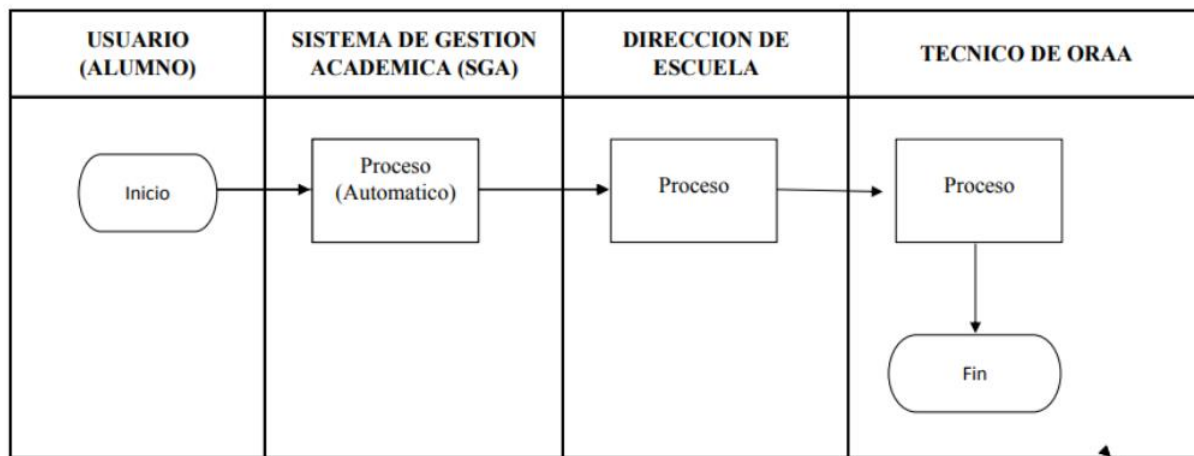 USUARIO
(ALUMNO)
SISTEMA DE GESTION
ACADEMICA (SGA)
DIRECCION DE
ESCUELA
TECNICO DE ORAA
Inicio
Proceso
(Automatico)
Proceso
Proceso
Fin